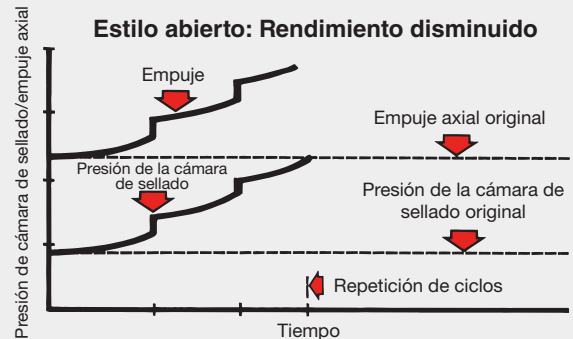 Estilo abierto: Rendimiento disminuido
Presión de cámara de sellado/empuje axial
Empuje
Empuje axial original
Presión de la cámara
de sellado
Presión de la cámara de
sellado original
Repetición de ciclos
Tiempo